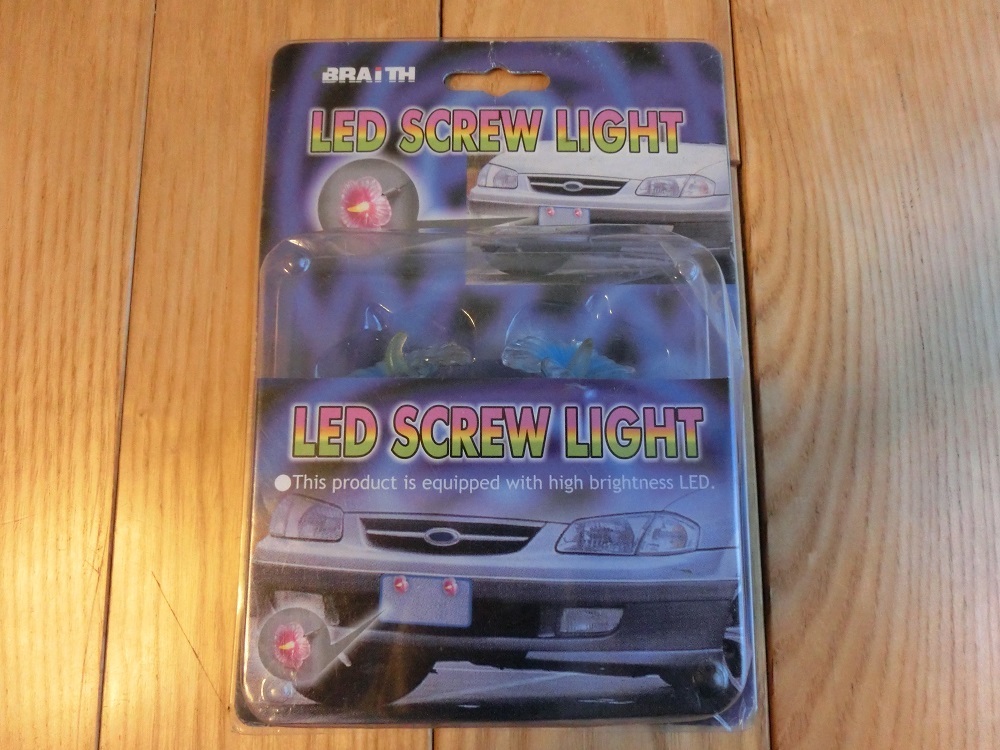 BRAiTH
LED SCREW LIGHT
LED SCREW LIGHT
●This product is equipped with high brightness LED.